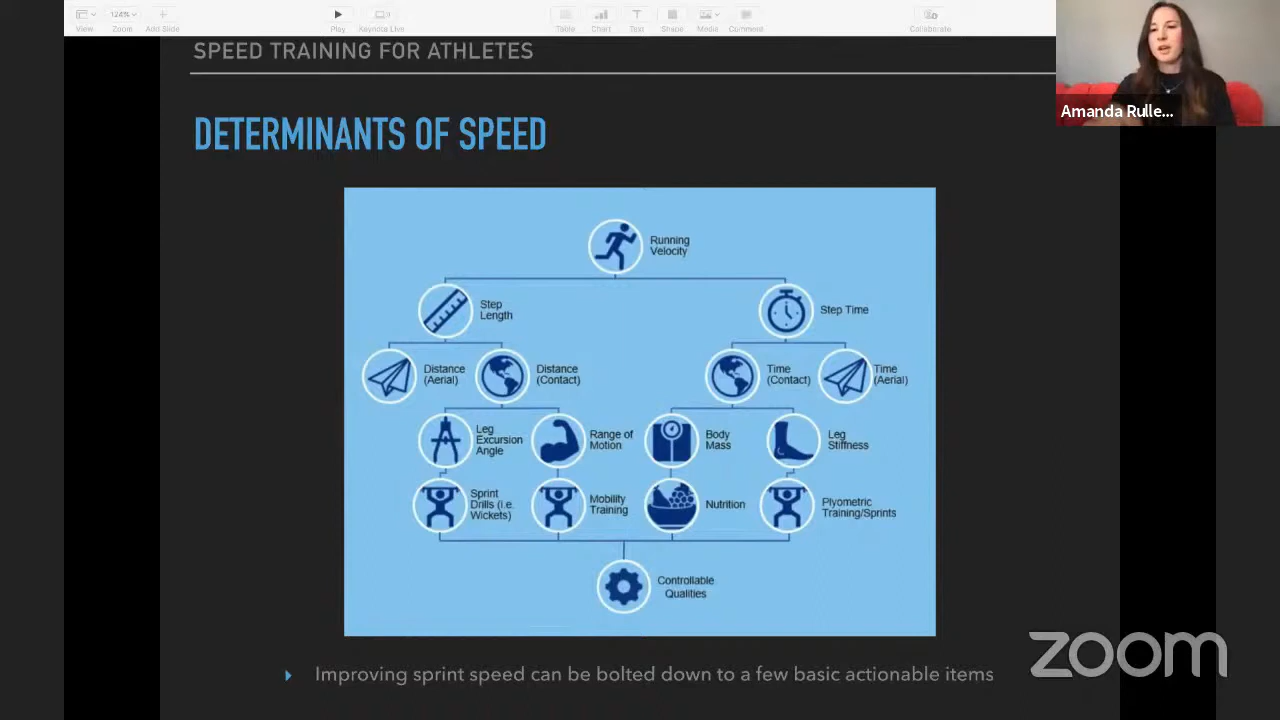 View
124%
Zoom
Add Slide
Play
Keynote Live
Table
Chart
Text
Shape
Media
Comment
Collaborate
SPEED TRAINING FOR ATHLETES
Amanda Rulle...
DETERMINANTS OF SPEED
Running
Velocity
Step
Length
Step Time
Distance
(Aerial)
Distance
(Contact)
Time
(Contact)
Time
(Aerial)
Leg
Excursion
Angle
Range of
Motion
Body
Mass
Leg
Stiffness
Sprint
Drills (i.e.
Wickets)
Mobility
Training
Nutrition
Plyometric
Training/Sprints
Controllable
Qualities
Improving sprint speed can be bolted down to a few basic actionable items
zoom